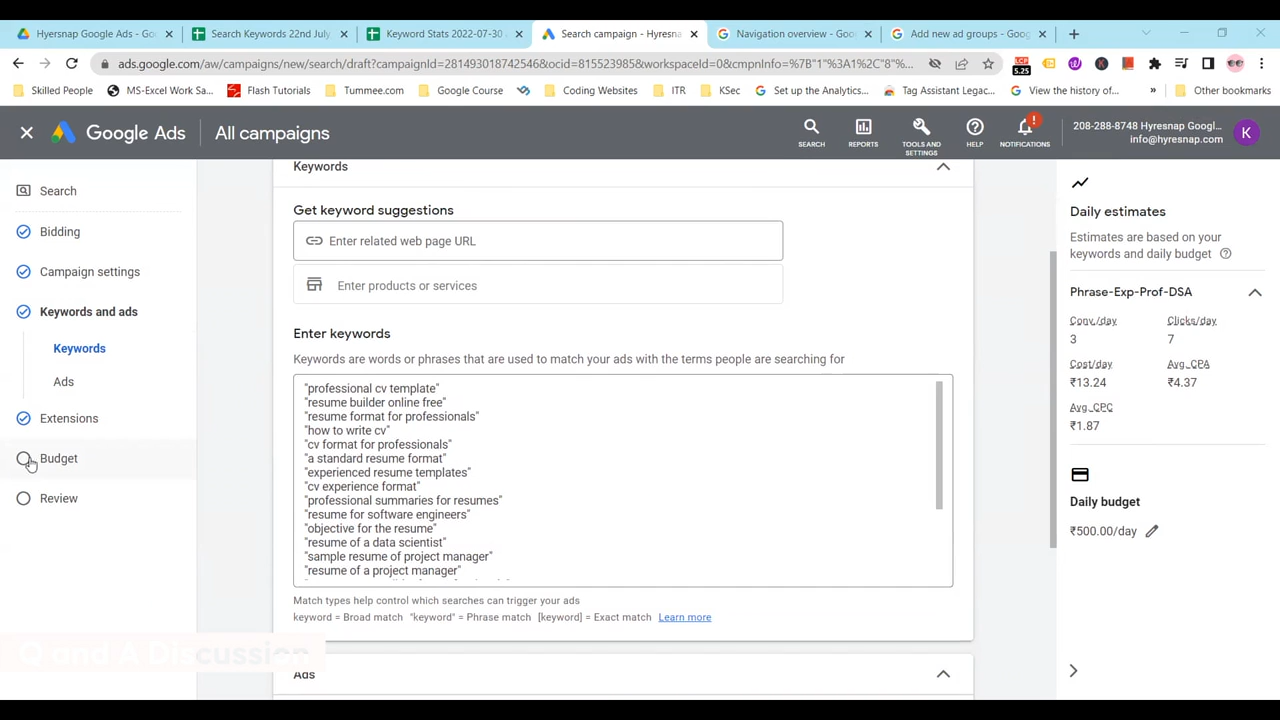 Hyersnap Google Ads - Goo
Search Keywords 22nd July,
Keyword Stats 2022-07-30
Search campaign - Hyresn
Navigation overview - Goo
Add new ad groups - Goog
ads.google.com/aw/campaigns/new/search/draft?campaignId=281493018742546&ocid=815523985&workspaceId=0&cmpnInfo=%7B"1"%3A1%2C"8"...
LCP
5.25
Skilled People
MS-Excel Work Sa...
Flash Tutorials
Tummee.com
Google Course
Coding Websites
ITR
KSec
Set up the Analytics...
Tag Assistant Legac...
View the history of...
Other bookmarks
Google Ads
All campaigns
SEARCH
REPORTS
TOOLS AND
SETTINGS
HELP
NOTIFICATIONS
208-288-8748 Hyresnap Googl...
info@hyresnap.com
K
Search
Bidding
Campaign settings
Keywords and ads
Keywords
Ads
Extensions
Budget
Review
Keywords
Get keyword suggestions
Enter related web page URL
Enter products or services
Enter keywords
Keywords are words or phrases that are used to match your ads with the terms people are searching for
"professional cv template"
"resume builder online free"
"resume format for professionals"
"how to write cv"
"cv format for professionals"
"a standard resume format"
"experienced resume templates"
"cv experience format"
"professional summaries for resumes"
"resume for software engineers"
"objective for the resume"
"resume of a data scientist"
"sample resume of project manager"
"resume of a project manager"
Match types help control which searches can trigger your ads
keyword = Broad match "keyword" = Phrase match [keyword] = Exact match Learn more
Ads
Daily estimates
Estimates are based on your
keywords and daily budget
Phrase-Exp-Prof-DSA
Conv./day
Clicks/day
3
7
Cost/day
Avg. CPA
₹13.24
₹4.37
Avg. CPC
₹1.87
Daily budget
₹500.00/day
Q and A Discussion